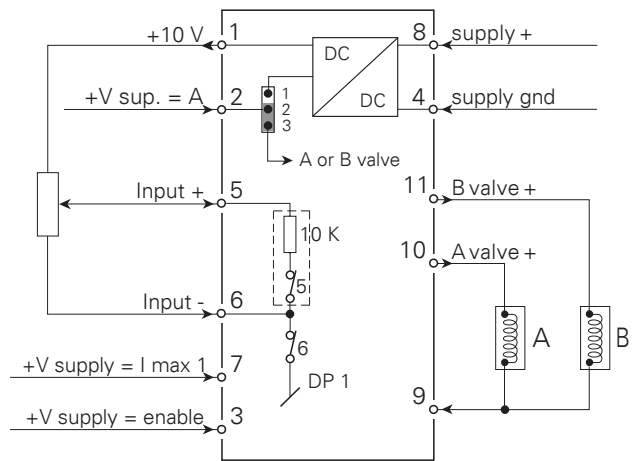 +10 V
1
DC
DC
8
supply +
+V sup. = A
2
1
2
3
4
supply gnd
A or B valve
11
B valve +
Input +
5
10 K
10
A valve +
5
Input -
6
6
A
B
+V supply = I max 1
7
DP 1
9
+V supply = enable
3